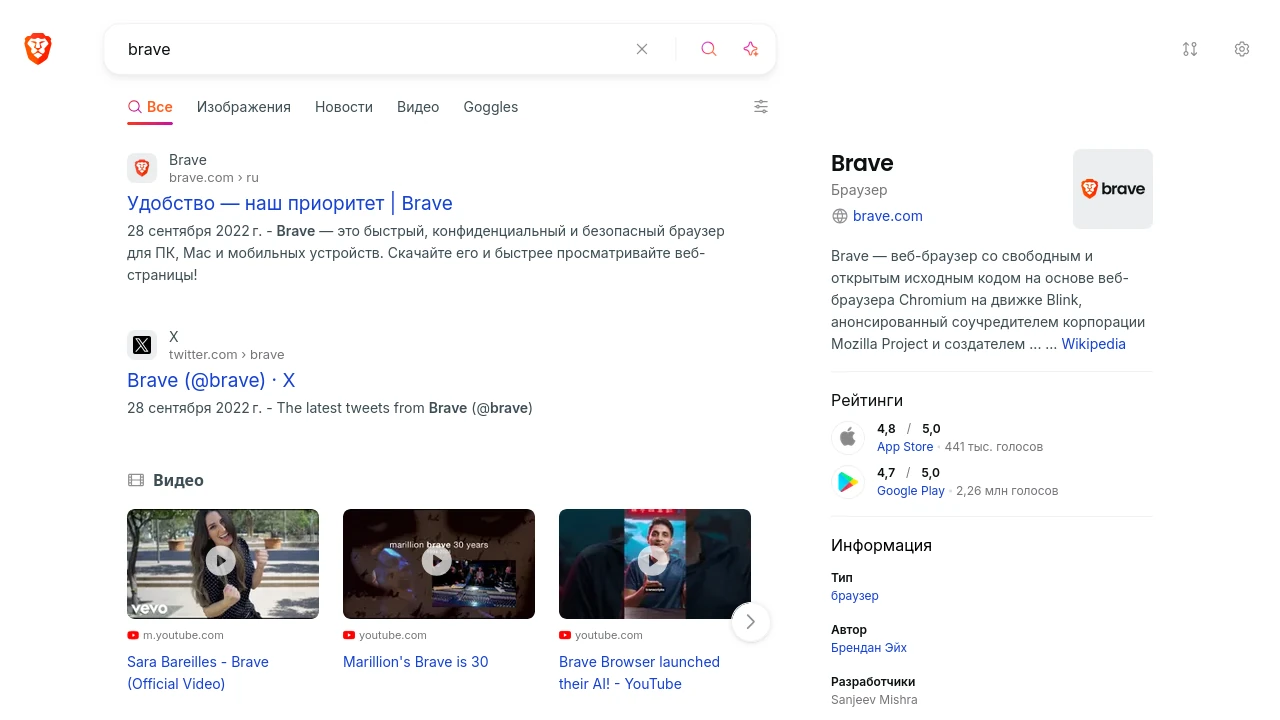 brave
Все
Изображения
Новости
Видео
Goggles
Brave
brave.com › ru
Удобство — наш приоритет | Brave
28 сентября 2022 г. - Brave — это быстрый, конфиденциальный и безопасный браузер
для ПК, Mac и мобильных устройств. Скачайте его и быстрее просматривайте веб-
страницы!
X
twitter.com › brave
Brave (@brave) · X
28 сентября 2022 г. - The latest tweets from Brave (@brave)
Видео
vevo
marillion brave 30 years
m.youtube.com
youtube.com
youtube.com
Sara Bareilles - Brave
(Official Video)
Marillion's Brave is 30
Brave Browser launched
their AI! - YouTube
Brave
Браузер
brave.com
brave
Brave — веб-браузер со свободным и
открытым исходным кодом на основе веб-
браузера Chromium на движке Blink,
анонсированный соучредителем корпорации
Mozilla Project и создателем ... ... Wikipedia
Рейтинги
4,8 / 5,0
App Store · 441 тыс. голосов
4,7 / 5,0
Google Play · 2,26 млн голосов
Информация
Тип
браузер
Автор
Брендан Эйх
Разработчики
Sanjeev Mishra